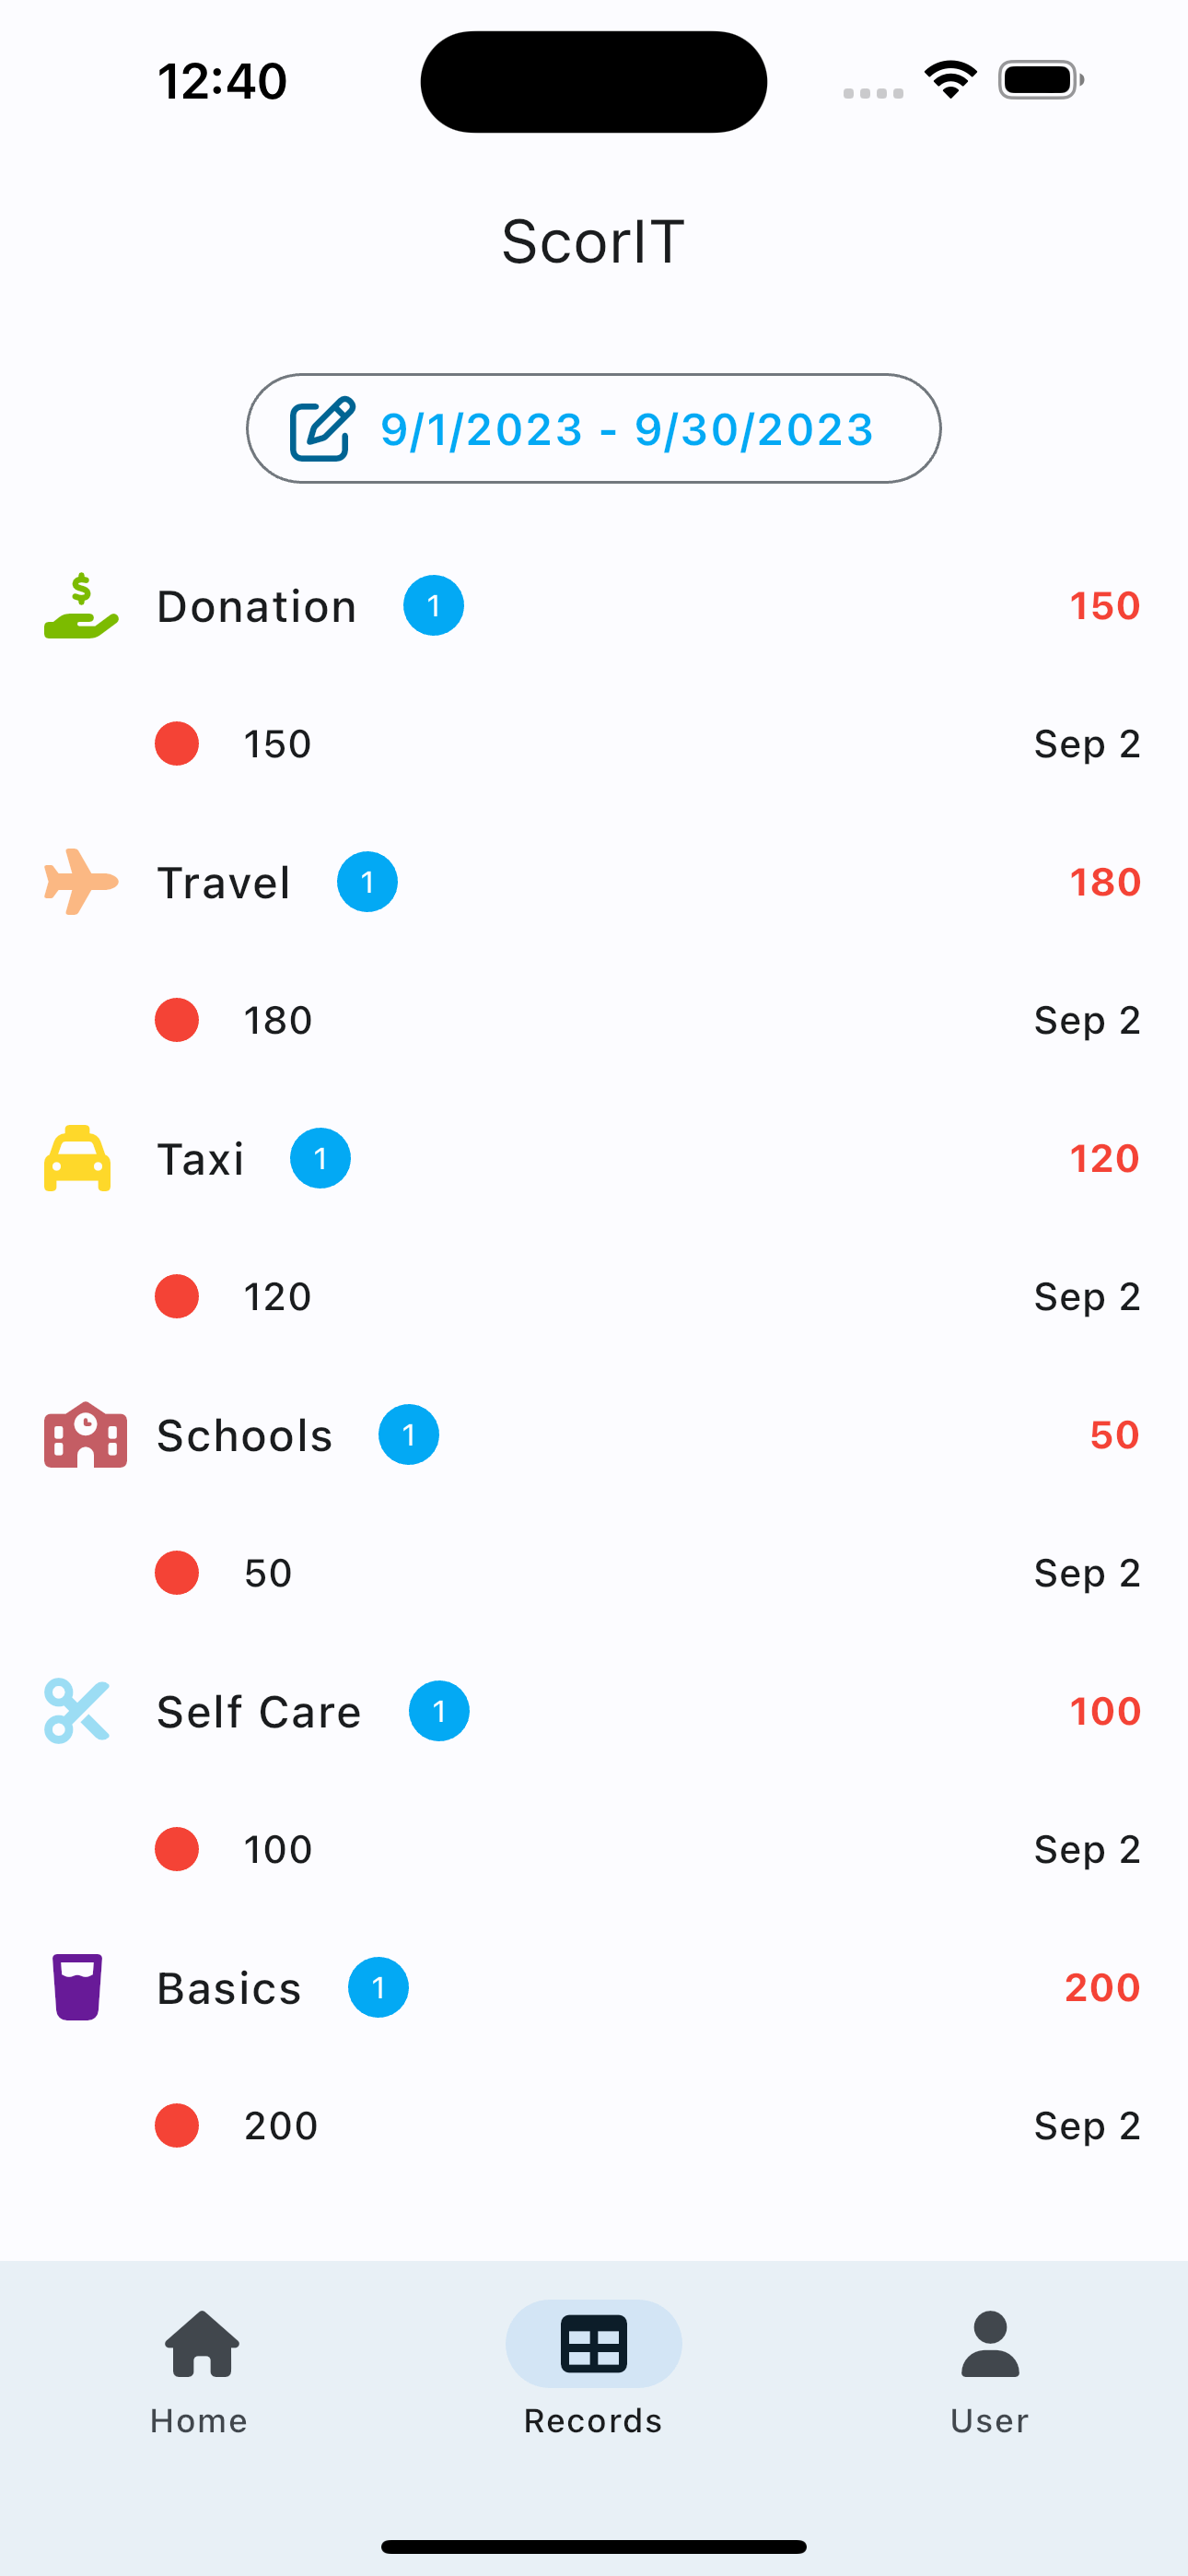 12:40
ScorIT
9/1/2023 - 9/30/2023
$
Donation 1 150
150 Sep 2
Travel 1 180
180 Sep 2
Taxi 1 120
120 Sep 2
Schools 1 50
50 Sep 2
Self Care 1 100
100 Sep 2
Basics 1 200
200 Sep 2
Home Records User